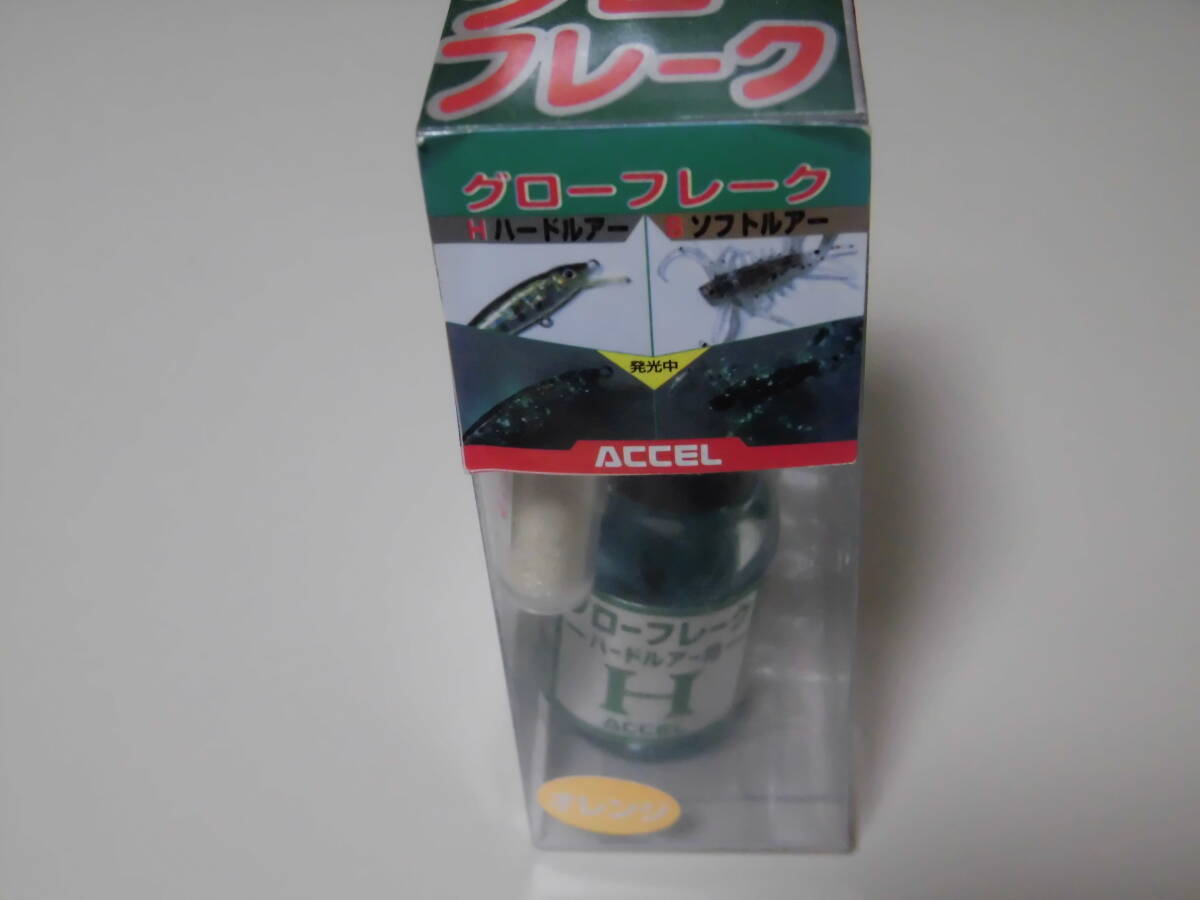 フレーク
グローフレーク
H ハードルアー
S ソフトルアー
発光中
ACCEL
グローフレーク
ハードルアー用
H
ACCEL
オレンジ